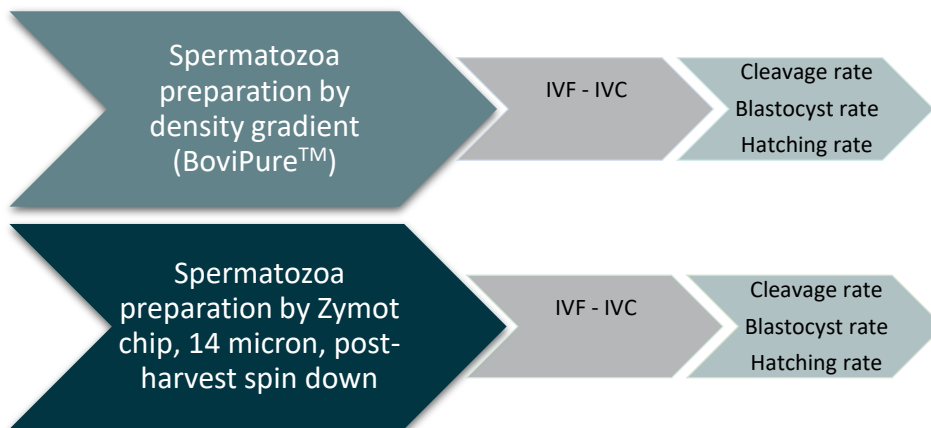 Spermatozoa
preparation by
density gradient
(BoviPure™)
IVF - IVC
Cleavage rate
Blastocyst rate
Hatching rate
Spermatozoa
preparation by Zymot
chip, 14 micron, post-
harvest spin down
IVF - IVC
Cleavage rate
Blastocyst rate
Hatching rate